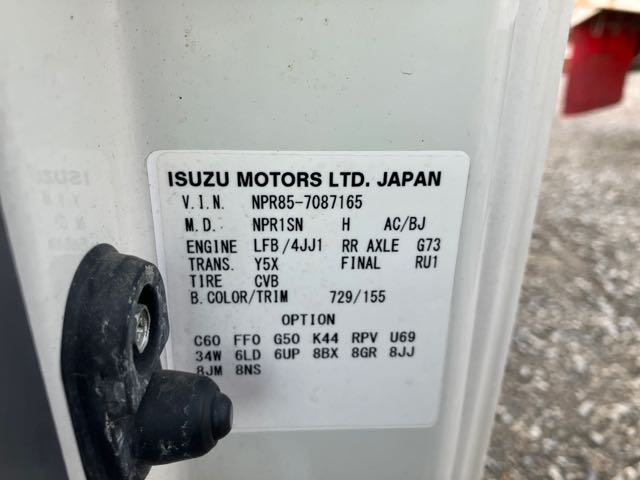 ISUZU MOTORS LTD. JAPAN
V.I.N. NPR85-7087165
M.D. NPR1SN H AC/BJ
ENGINE LFB/4JJ1 RR AXLE G73
TRANS. Y5X FINAL RU1
TIRE CVB
B.COLOR/TRIM 729/155
OPTION
C60 FF0 G50 K44 RPV U69
34W 6LD 6UP 8BX 8GR 8JJ
8JM 8NS